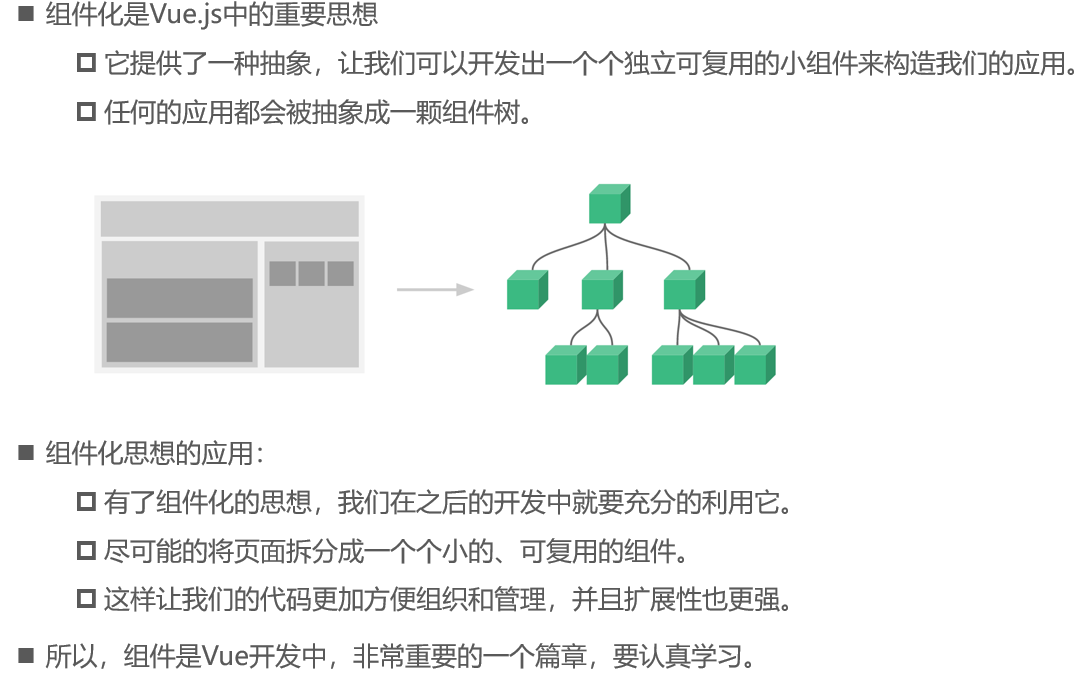 组件化是Vue.js中的重要思想
它提供了一种抽象，让我们可以开发出一个个独立可复用的小组件来构造我们的应用。
任何的应用都会被抽象成一颗组件树。
组件化思想的应用：
有了组件化的思想，我们在之后的开发中就要充分的利用它。
尽可能的将页面拆分成一个个小的、可复用的组件。
这样让我们的代码更加方便组织和管理，并且扩展性也更强。
所以，组件是Vue开发中，非常重要的一个篇章，要认真学习。